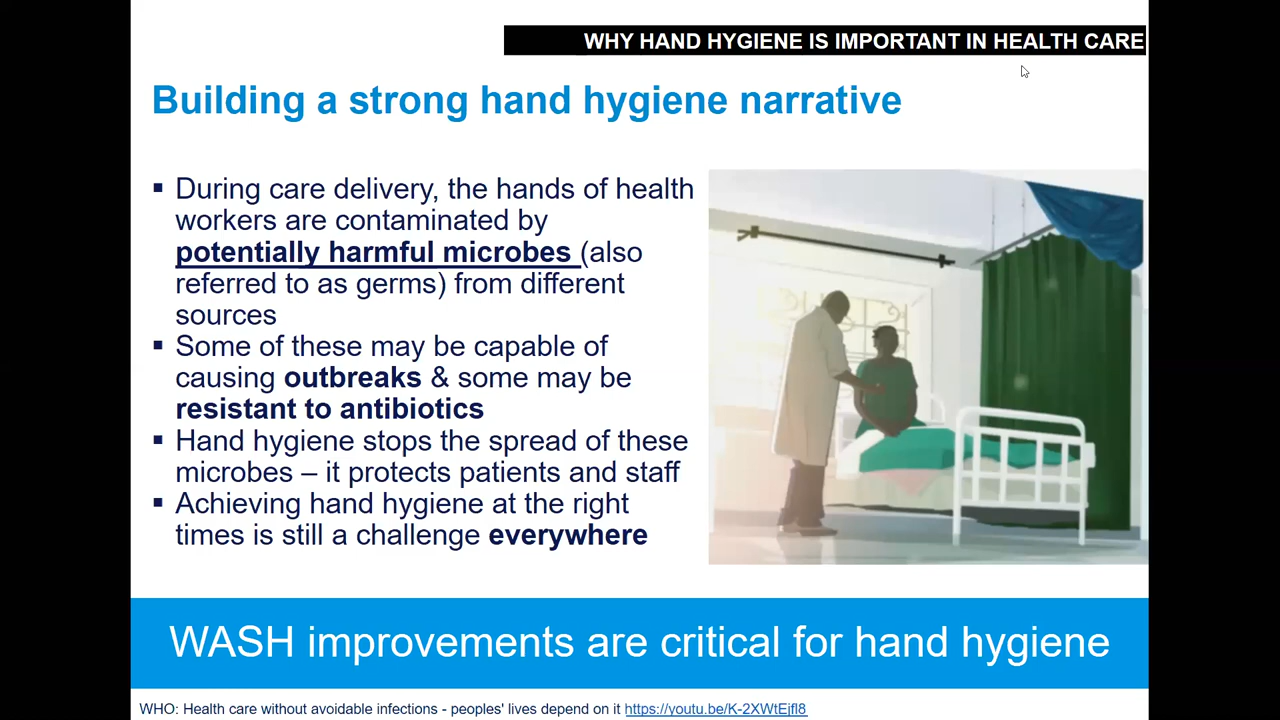 WHY HAND HYGIENE IS IMPORTANT IN HEALTH CARE
Building a strong hand hygiene narrative
▪ During care delivery, the hands of health
workers are contaminated by
potentially harmful microbes (also
referred to as germs) from different
sources
▪ Some of these may be capable of
causing outbreaks & some may be
resistant to antibiotics
▪ Hand hygiene stops the spread of these
microbes – it protects patients and staff
▪ Achieving hand hygiene at the right
times is still a challenge everywhere
WASH improvements are critical for hand hygiene
WHO: Health care without avoidable infections - peoples' lives depend on it https://youtu.be/K-2XWtEjfl8